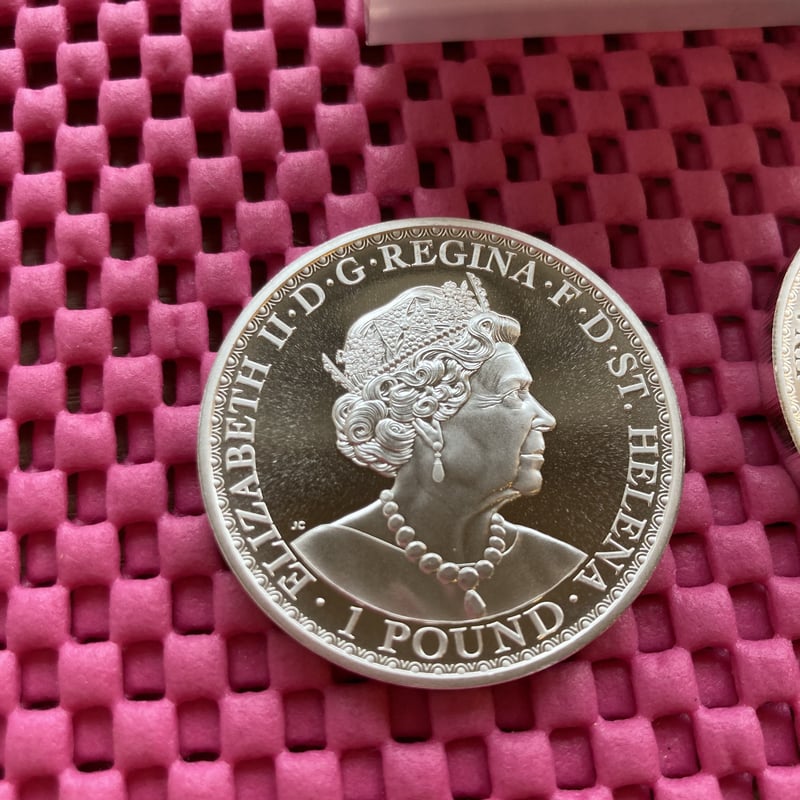 ELIZABETH II·D·G·REGINA·F·D·ST· HELENA
JC
· 1 POUND ·